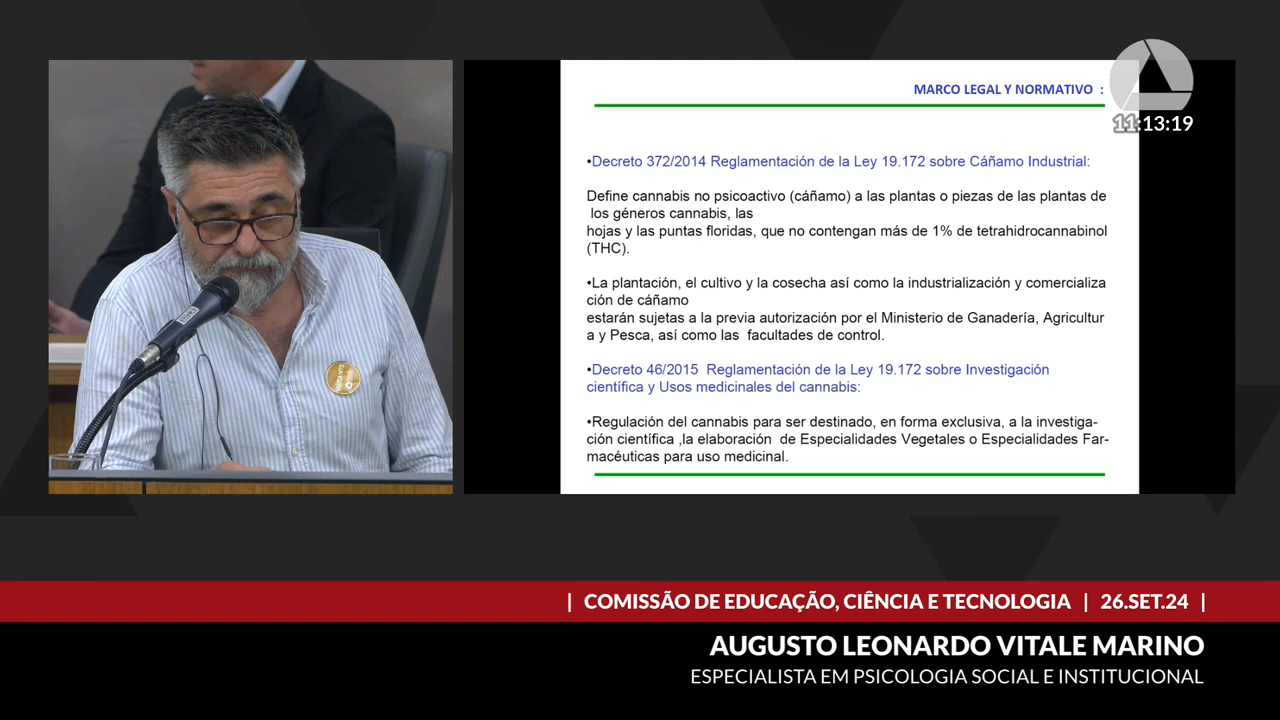 MARCO LEGAL Y NORMATIVO :
11:13:19
•Decreto 372/2014 Reglamentación de la Ley 19.172 sobre Cáñamo Industrial:
Define cannabis no psicoactivo (cáñamo) a las plantas o piezas de las plantas de
los géneros cannabis, las
hojas y las puntas floridas, que no contengan más de 1% de tetrahidrocannabinol
(THC).
•La plantación, el cultivo y la cosecha así como la industrialización y comercializa
ción de cáñamo
estarán sujetas a la previa autorización por el Ministerio de Ganadería, Agricultur
a y Pesca, así como las facultades de control.
•Decreto 46/2015 Reglamentación de la Ley 19.172 sobre Investigación
científica y Usos medicinales del cannabis:
•Regulación del cannabis para ser destinado, en forma exclusiva, a la investiga-
ción científica ,la elaboración de Especialidades Vegetales o Especialidades Far-
macéuticas para uso medicinal.
| COMISSÃO DE EDUCAÇÃO, CIÊNCIA E TECNOLOGIA | 26.SET.24 |
AUGUSTO LEONARDO VITALE MARINO
ESPECIALISTA EM PSICOLOGIA SOCIAL E INSTITUCIONAL